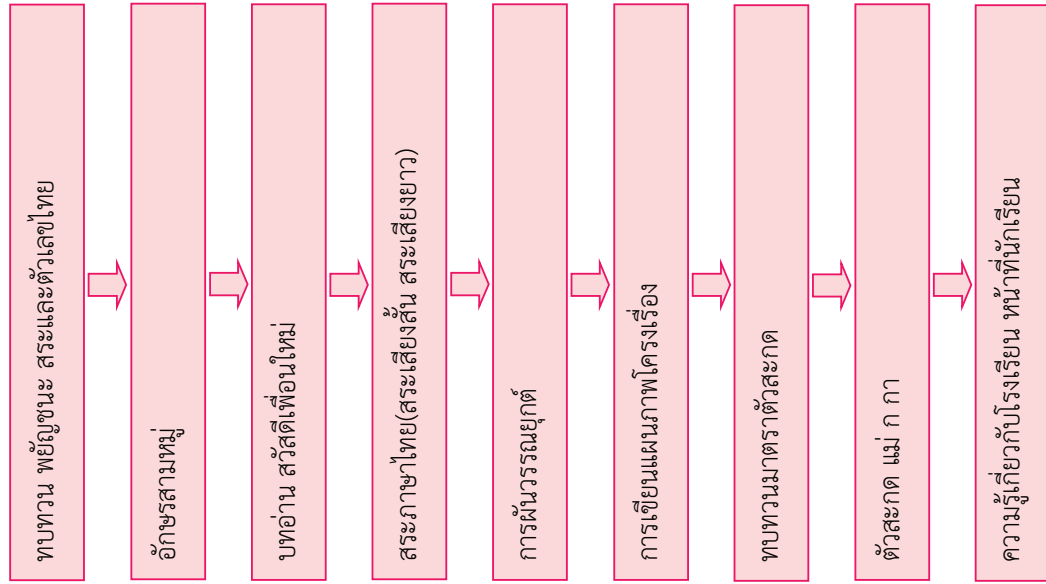 ทบทวน พยัญชนะ สระและตัวเลขไทย
อักษรสามหมู่
บทอ่าน สวัสดีเพื่อนใหม่
สระภาษาไทย(สระเสียงสั้น สระเสียงยาว)
การผันวรรณยุกต์
การเขียนแผนภาพโครงเรื่อง
ทบทวนมาตราตัวสะกด
ตัวสะกด แม่ ก กา
ความรู้เกี่ยวกับโรงเรียน หน้าที่นักเรียน